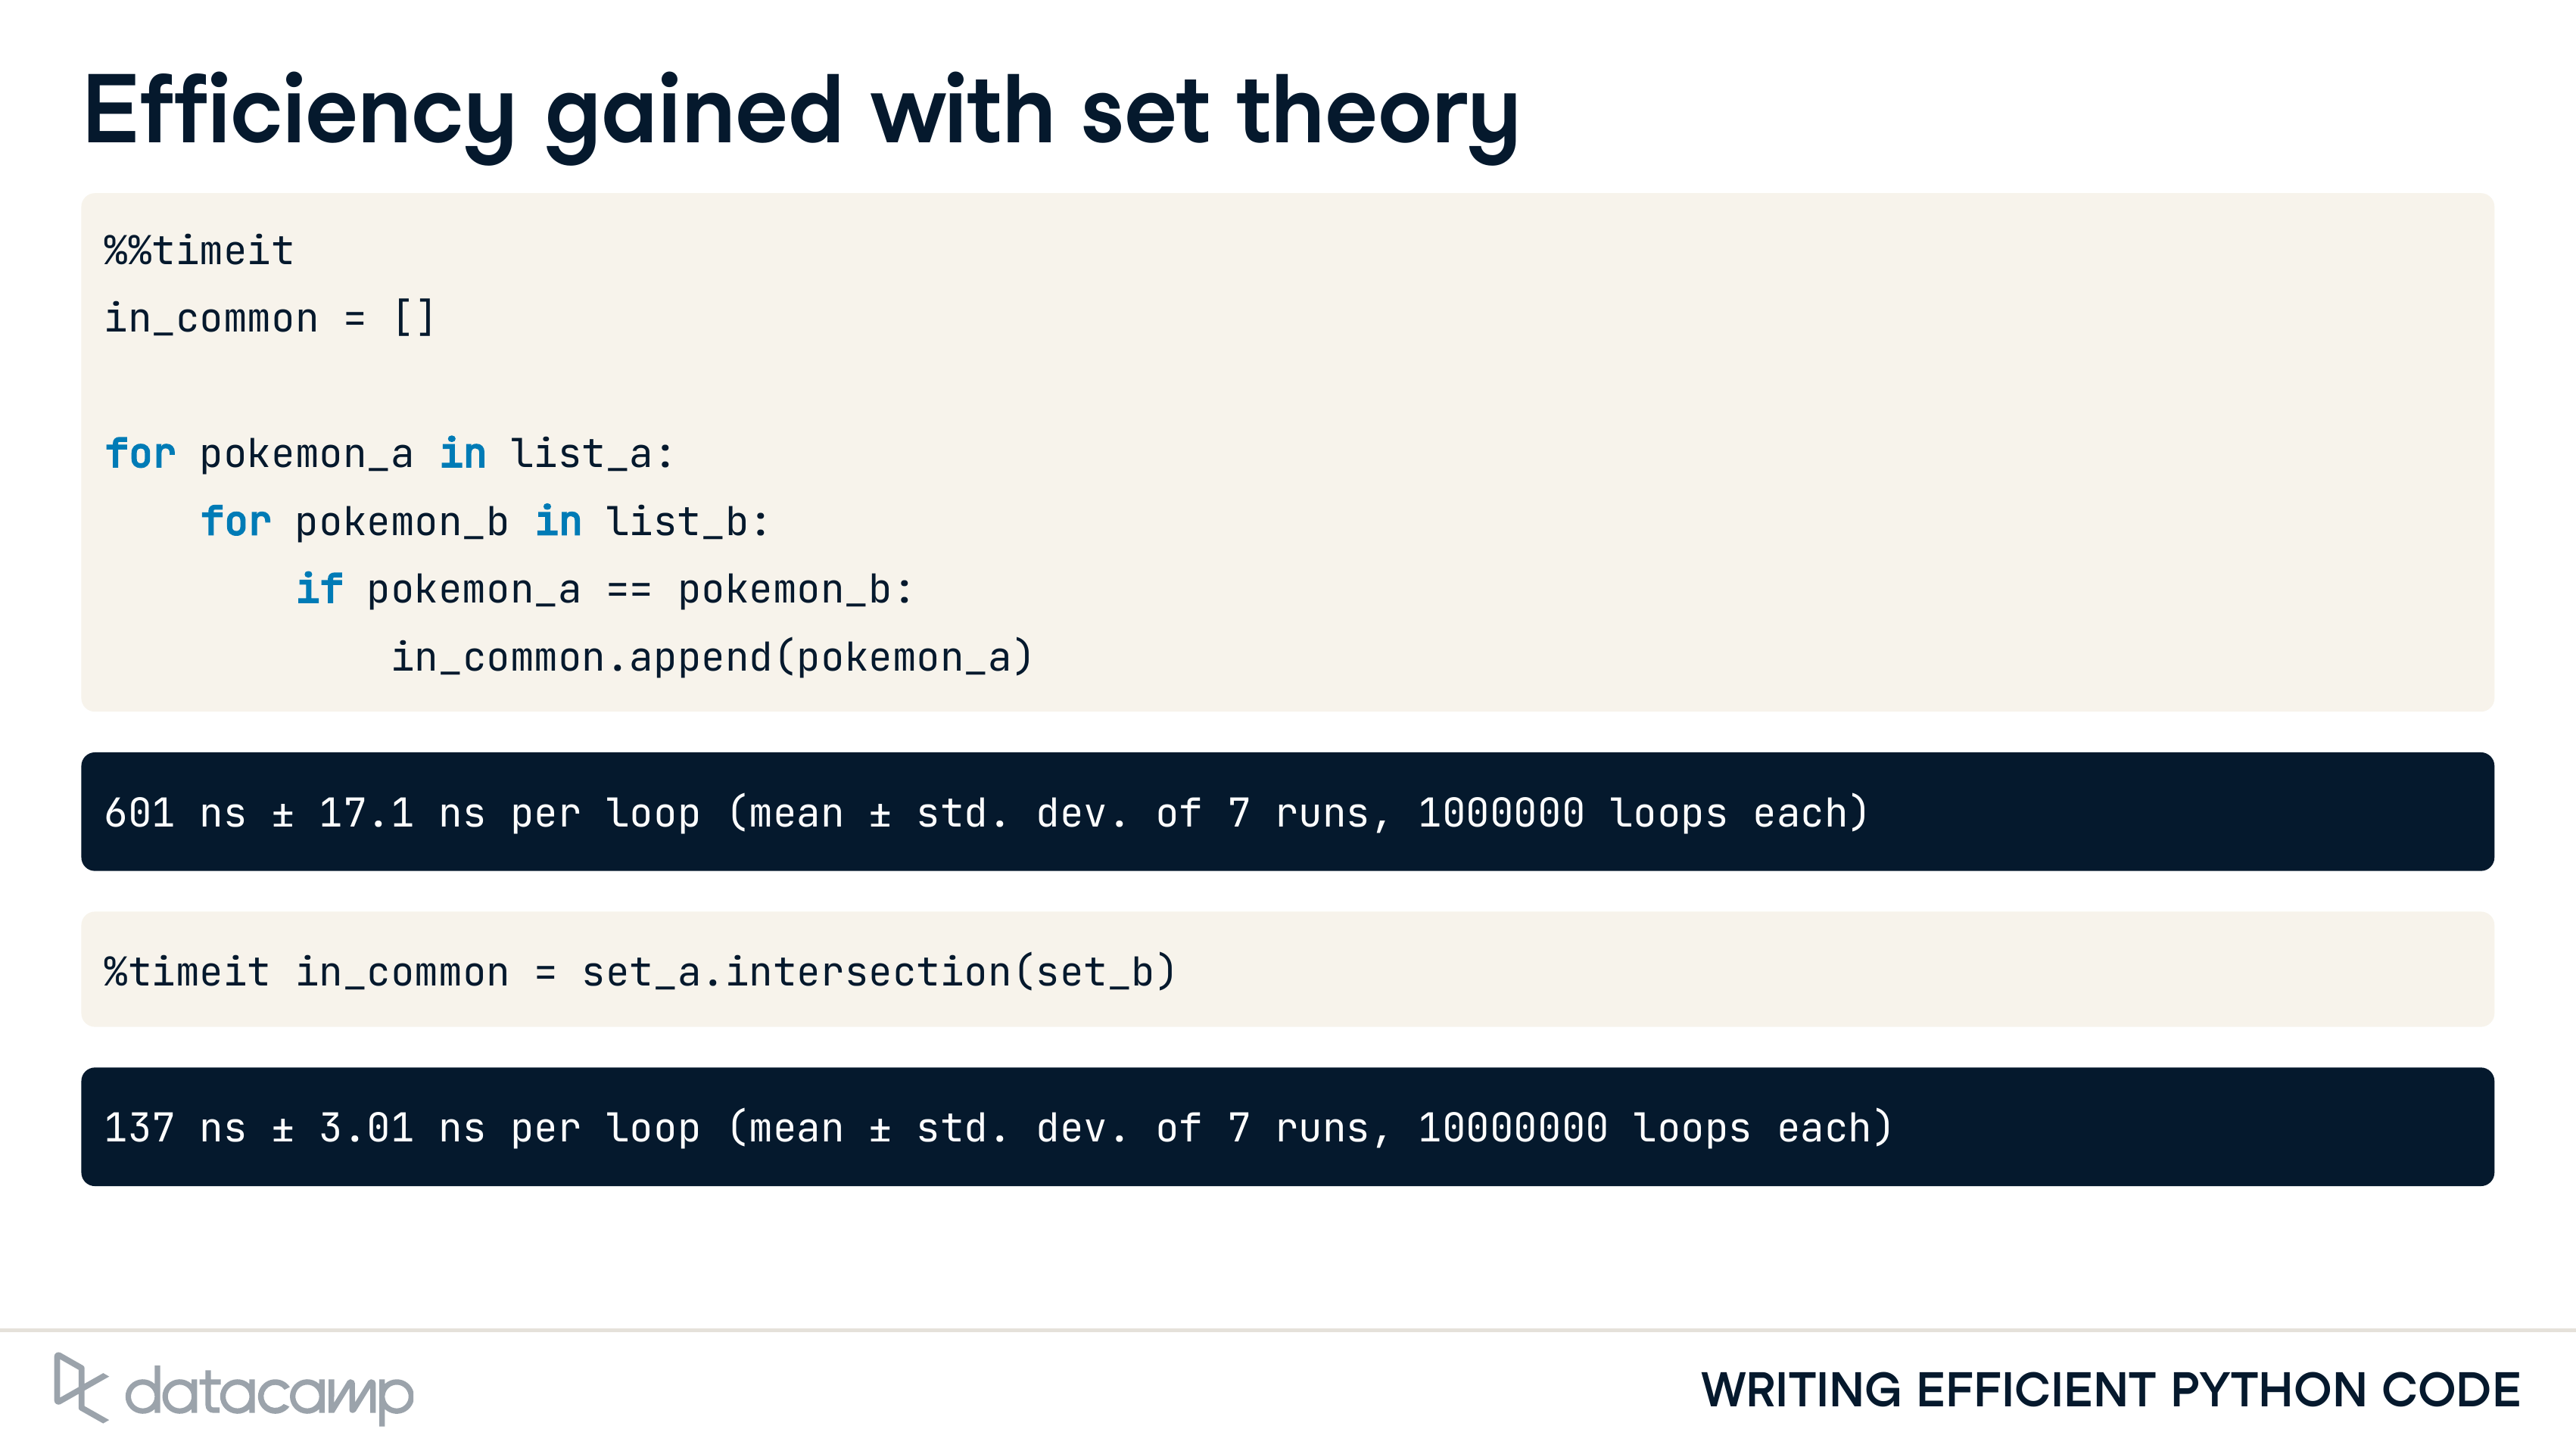 Efficiency gained with set theory
%%timeit
in_common = []
for pokemon_a in list_a:
    for pokemon_b in list_b:
        if pokemon_a == pokemon_b:
            in_common.append(pokemon_a)
601 ns ± 17.1 ns per loop (mean ± std. dev. of 7 runs, 1000000 loops each)
%timeit in_common = set_a.intersection(set_b)
137 ns ± 3.01 ns per loop (mean ± std. dev. of 7 runs, 10000000 loops each)
datacamp
WRITING EFFICIENT PYTHON CODE